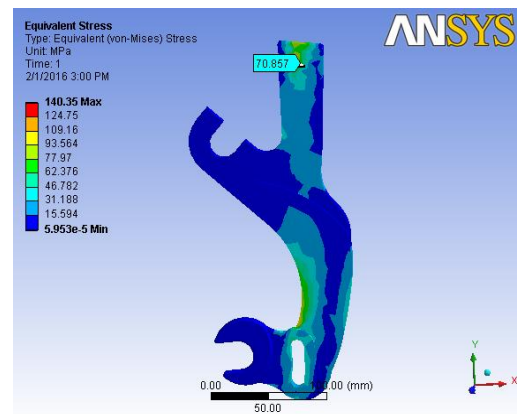 Equivalent Stress
Type: Equivalent (von-Mises) Stress
Unit: MPa
Time: 1
2/1/2016 3:00 PM
140.35 Max
124.75
109.16
93.564
77.97
62.376
46.782
31.188
15.594
5.953e-5 Min
ANSYS
70.857
0.00 100.00 (mm)
50.00
Y
X